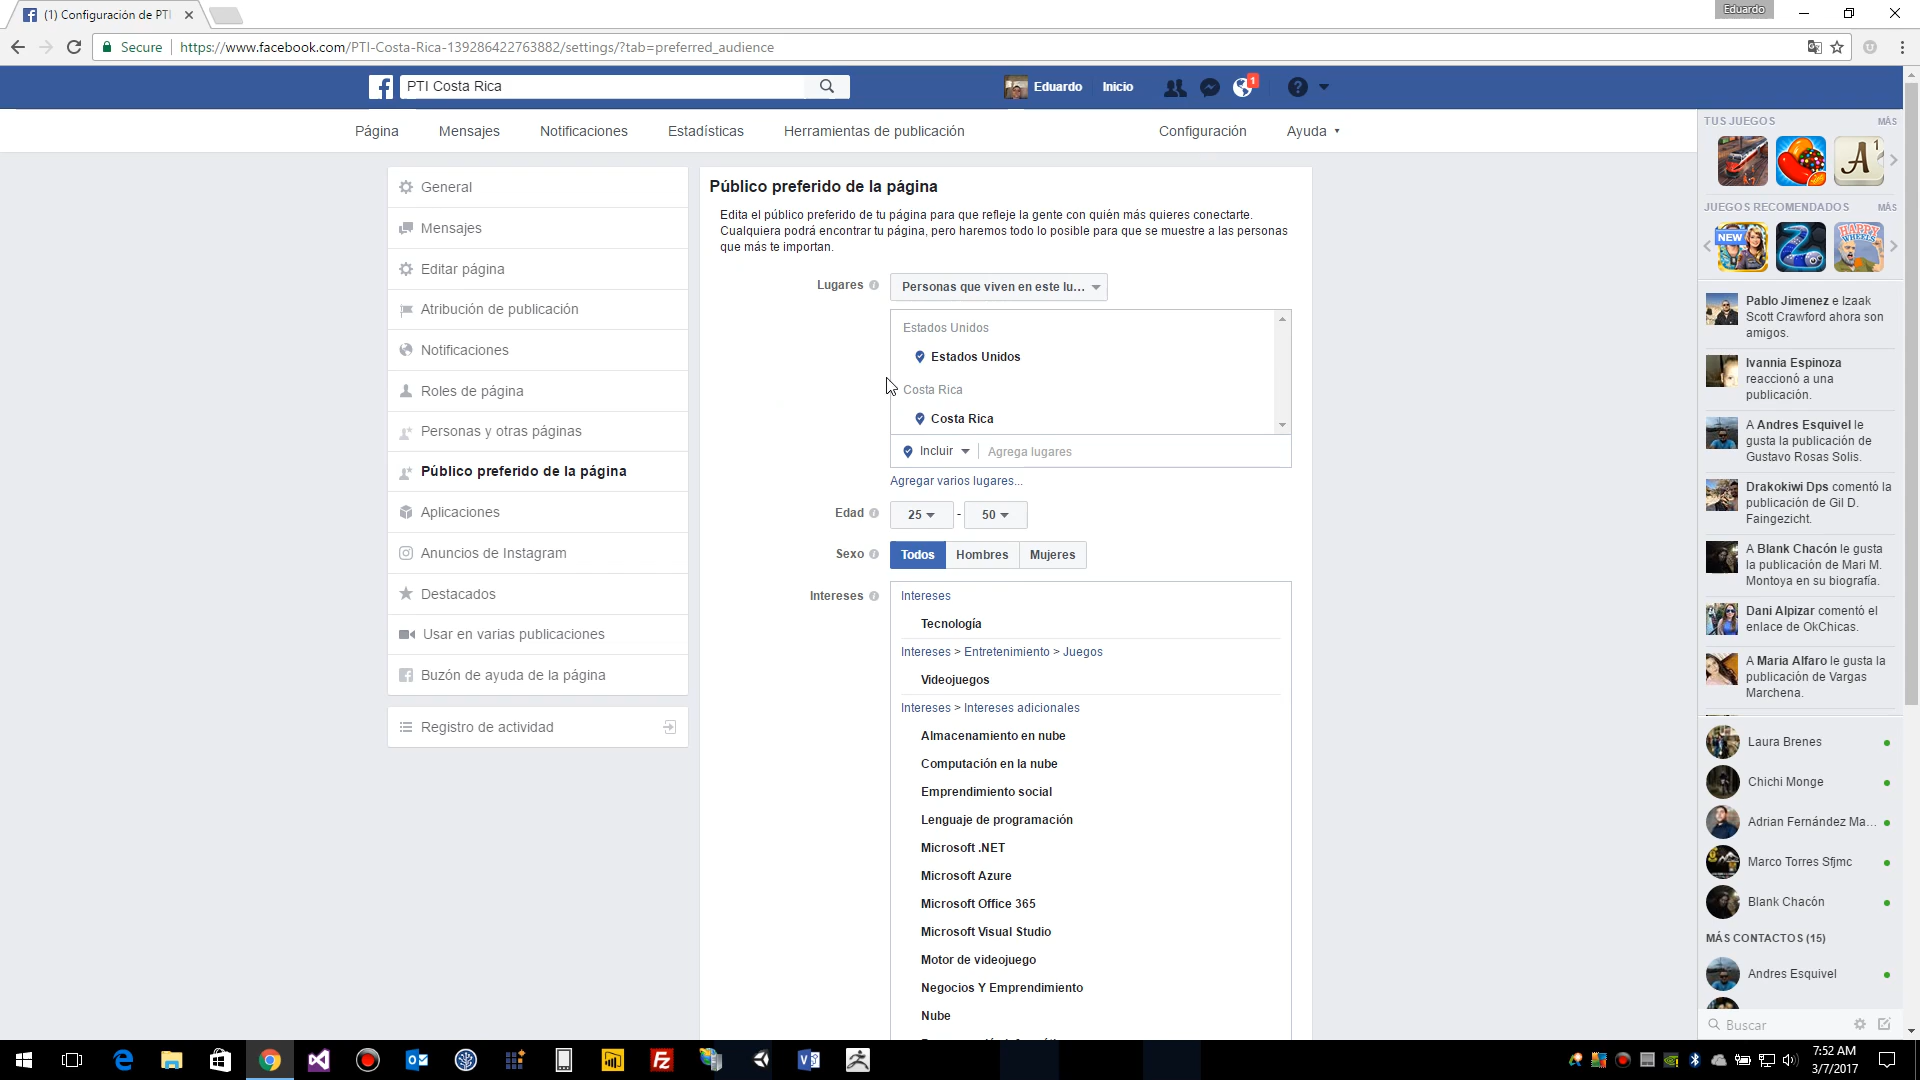 (1) Configuración de PTI
Eduardo
Secure
https://www.facebook.com/PTI-Costa-Rica-139286422763882/settings/?tab=preferred_audience
PTI Costa Rica
Eduardo
Inicio
1
Página
Mensajes
Notificaciones
Estadísticas
Herramientas de publicación
Configuración
Ayuda
General
Mensajes
Editar página
Atribución de publicación
Notificaciones
Roles de página
Personas y otras páginas
Público preferido de la página
Aplicaciones
Anuncios de Instagram
Destacados
Usar en varias publicaciones
Buzón de ayuda de la página
Registro de actividad
Público preferido de la página
Edita el público preferido de tu página para que refleje la gente con quién más quieres conectarte.
Cualquiera podrá encontrar tu página, pero haremos todo lo posible para que se muestre a las personas
que más te importan.
Lugares
Personas que viven en este lu...
Estados Unidos
Estados Unidos
Costa Rica
Costa Rica
Incluir
Agrega lugares
Agregar varios lugares...
Edad
25 - 50
Sexo
Todos
Hombres
Mujeres
Intereses
Intereses
Tecnología
Intereses > Entretenimiento > Juegos
Videojuegos
Intereses > Intereses adicionales
Almacenamiento en nube
Computación en la nube
Emprendimiento social
Lenguaje de programación
Microsoft .NET
Microsoft Azure
Microsoft Office 365
Microsoft Visual Studio
Motor de videojuego
Negocios Y Emprendimiento
Nube
TUS JUEGOS
MÁS
A 1
JUEGOS RECOMENDADOS
MÁS
NEW
HAPPY WHEELS
Pablo Jimenez e Izaak
Scott Crawford ahora son
amigos.
Ivannia Espinoza
reaccionó a una
publicación.
A Andres Esquivel le
gusta la publicación de
Gustavo Rosas Solis.
Drakokiwi Dps comentó la
publicación de Gil D.
Faingezicht.
A Blank Chacón le gusta
la publicación de Mari M.
Montoya en su biografía.
Dani Alpizar comentó el
enlace de OkChicas.
A Maria Alfaro le gusta la
publicación de Vargas
Marchena.
Laura Brenes
Chichi Monge
Adrian Fernández Ma...
Marco Torres Sfjmc
Blank Chacón
MÁS CONTACTOS (15)
Andres Esquivel
Buscar
7:52 AM
3/7/2017